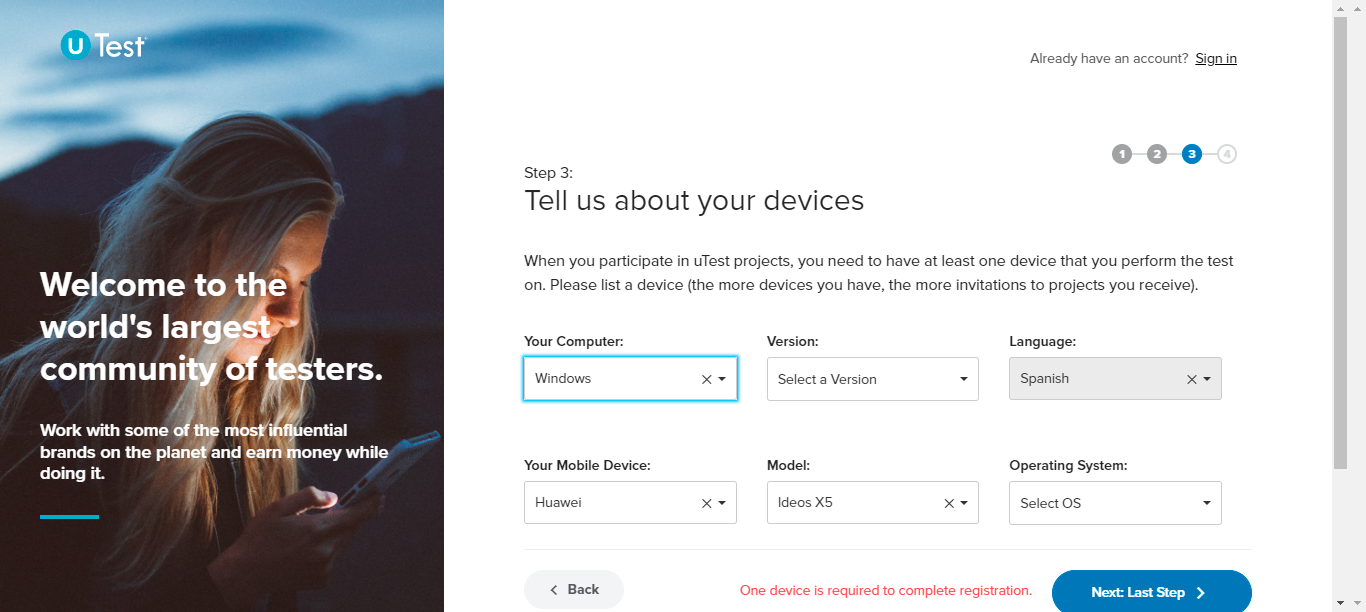 uTest
Already have an account? Sign in
1 2 3 4
Step 3:
Tell us about your devices
Welcome to the
world's largest
community of testers.
Work with some of the most influential
brands on the planet and earn money while
doing it.
When you participate in uTest projects, you need to have at least one device that you perform the test
on. Please list a device (the more devices you have, the more invitations to projects you receive).
Your Computer: Version: Language:
Windows Select a Version Spanish
Your Mobile Device: Model: Operating System:
Huawei Ideos X5 Select OS
Back One device is required to complete registration. Next: Last Step